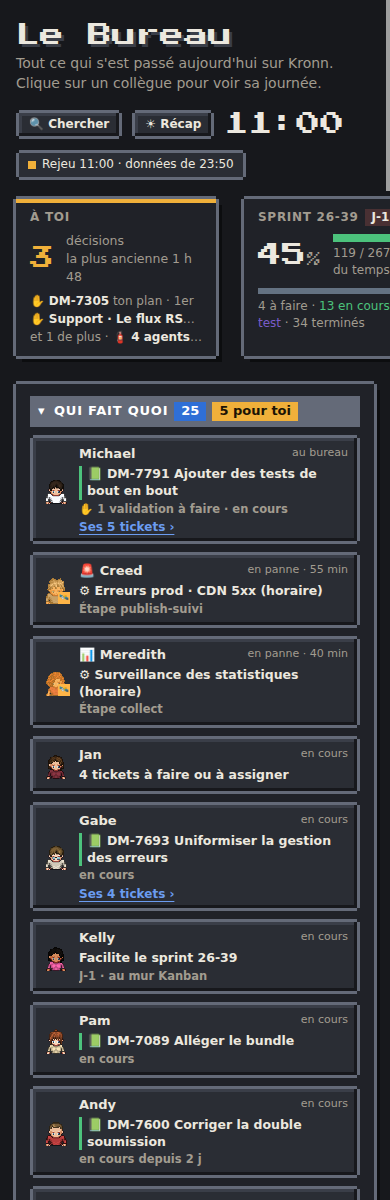 Le Bureau
Tout ce qui s'est passé aujourd'hui sur Kronn.
Clique sur un collègue pour voir sa journée.
🔍 Chercher
☀ Récap
11:00
Rejeu 11:00 · données de 23:50
À TOI
3
décisions
la plus ancienne 1 h
48
✋ DM-7305 ton plan · 1er
✋ Support · Le flux RS...
et 1 de plus · 🧯 4 agents...
SPRINT 26-39 J-1
45%
119 / 267
du temps
4 à faire · 13 en cours
test · 34 terminés
▾ QUI FAIT QUOI 25 5 pour toi
Michael
au bureau
📗 DM-7791 Ajouter des tests de
bout en bout
✋ 1 validation à faire · en cours
Ses 5 tickets ›
🚨 Creed
en panne · 55 min
⚙ Erreurs prod · CDN 5xx (horaire)
Étape publish-suivi
📊 Meredith
en panne · 40 min
⚙ Surveillance des statistiques
(horaire)
Étape collect
Jan
en cours
4 tickets à faire ou à assigner
Gabe
en cours
📗 DM-7693 Uniformiser la gestion
des erreurs
en cours
Ses 4 tickets ›
Kelly
en cours
Facilite le sprint 26-39
J-1 · au mur Kanban
Pam
en cours
📗 DM-7089 Alléger le bundle
en cours
Andy
en cours
📗 DM-7600 Corriger la double
soumission
en cours depuis 2 j